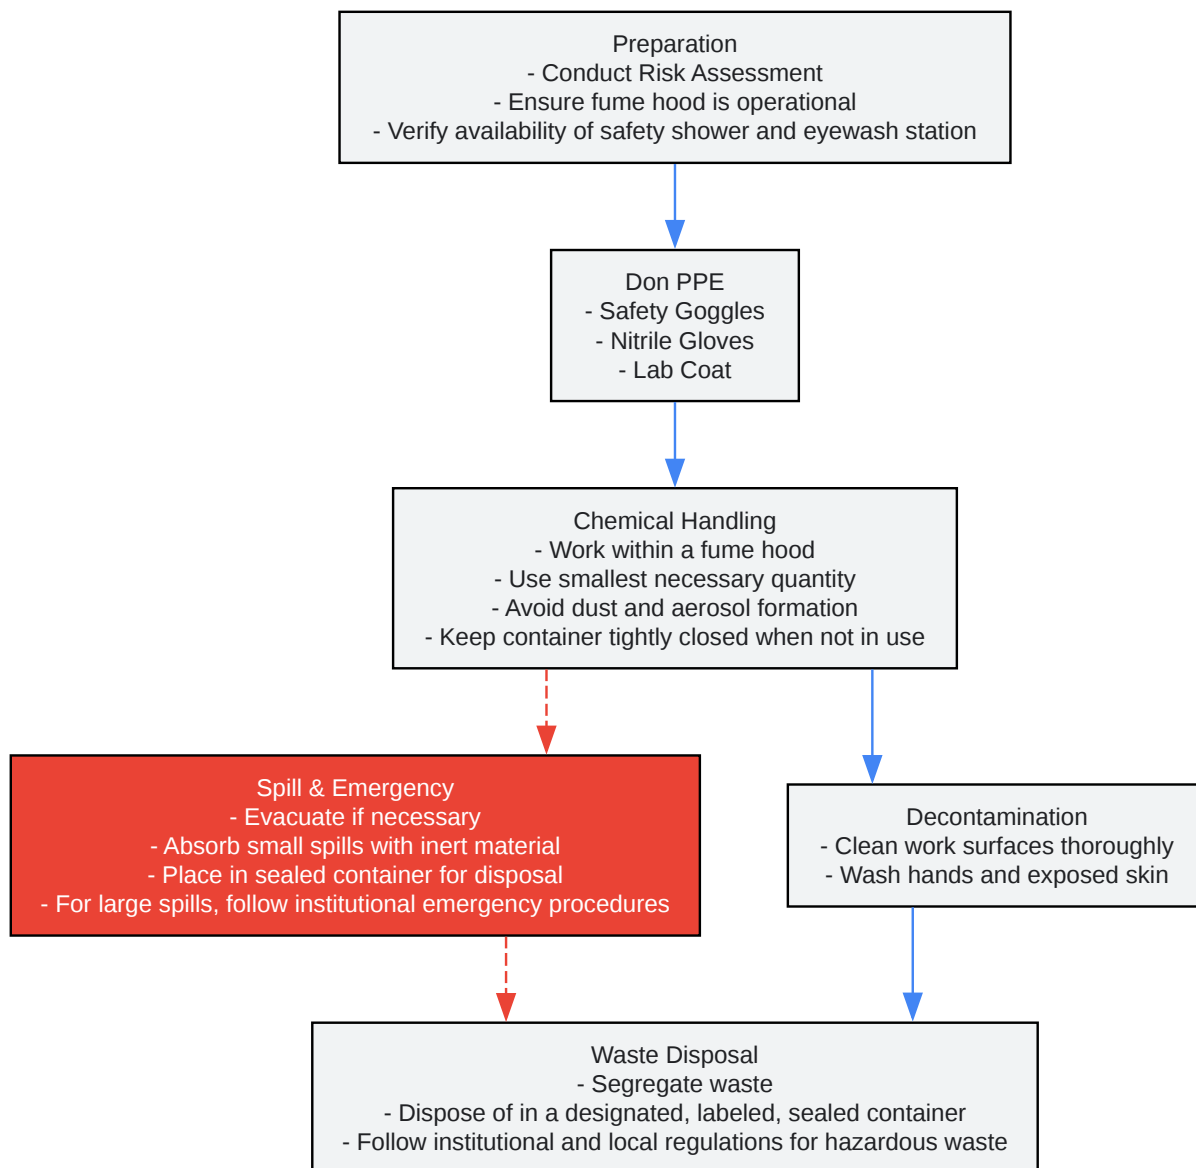 Preparation
- Conduct Risk Assessment
- Ensure fume hood is operational
- Verify availability of safety shower and eyewash station
Don PPE
- Safety Goggles
- Nitrile Gloves
- Lab Coat
Chemical Handling
- Work within a fume hood
- Use smallest necessary quantity
- Avoid dust and aerosol formation
- Keep container tightly closed when not in use
Spill & Emergency
- Evacuate if necessary
- Absorb small spills with inert material
- Place in sealed container for disposal
- For large spills, follow institutional emergency procedures
Decontamination
- Clean work surfaces thoroughly
- Wash hands and exposed skin
Waste Disposal
- Segregate waste
- Dispose of in a designated, labeled, sealed container
- Follow institutional and local regulations for hazardous waste